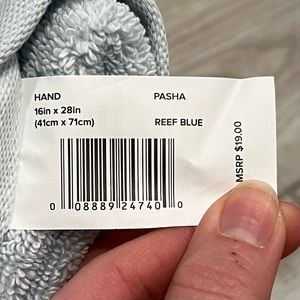 HAND
PASHA
16in x 28in
(41cm x 71cm)
REEF BLUE
MSRP $19.00
0 08889 24740 0